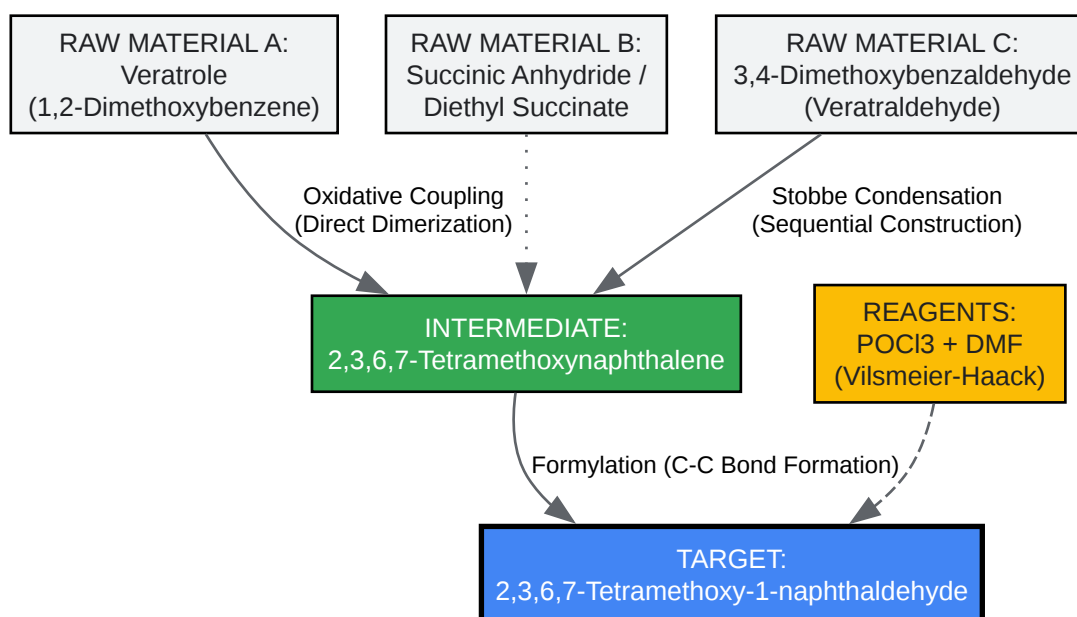 RAW MATERIAL A:
Veratrole
(1,2-Dimethoxybenzene)
RAW MATERIAL B:
Succinic Anhydride /
Diethyl Succinate
RAW MATERIAL C:
3,4-Dimethoxybenzaldehyde
(Veratraldehyde)
Oxidative Coupling
(Direct Dimerization)
Stobbe Condensation
(Sequential Construction)
INTERMEDIATE:
2,3,6,7-Tetramethoxynaphthalene
REAGENTS:
POCl3 + DMF
(Vilsmeier-Haack)
Formylation (C-C Bond Formation)
TARGET:
2,3,6,7-Tetramethoxy-1-naphthaldehyde